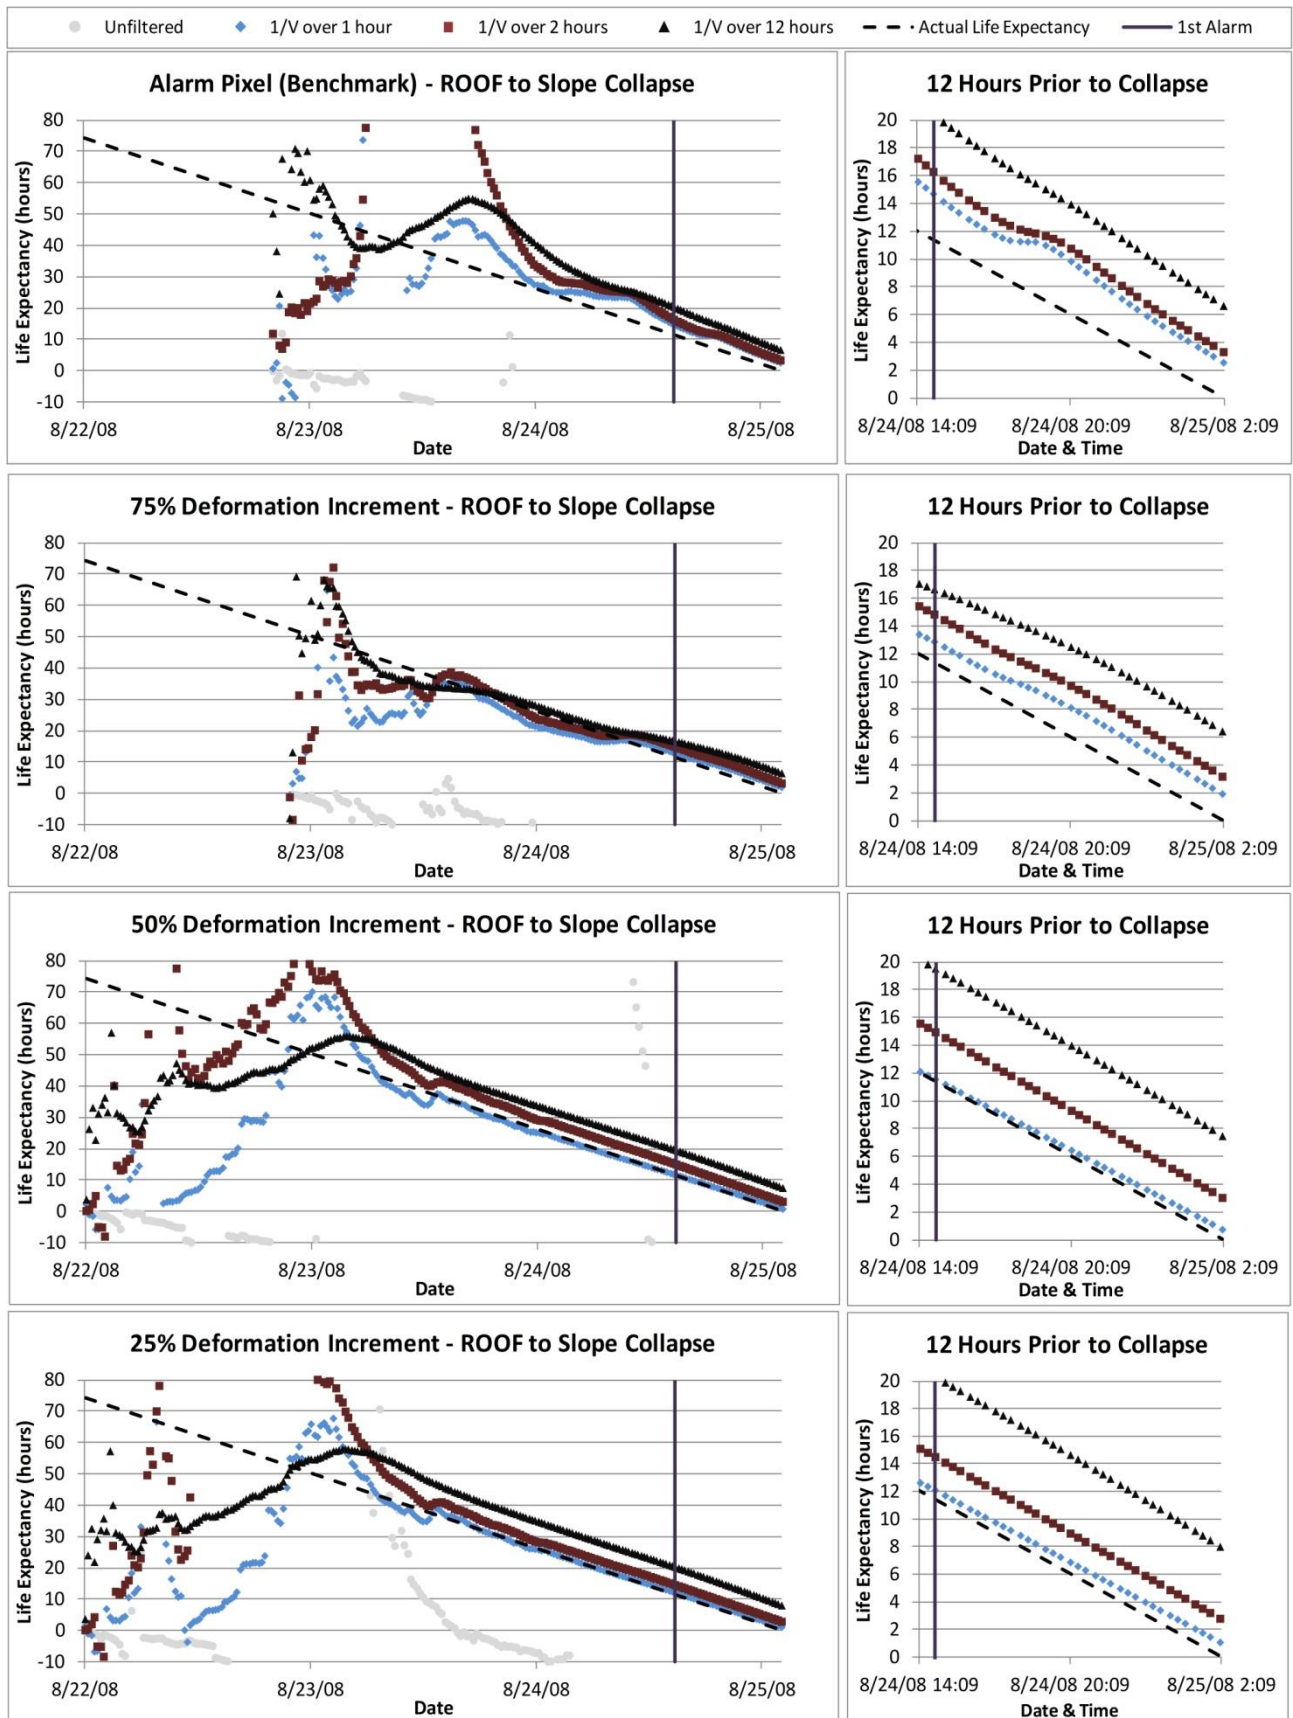 Unfiltered 1/V over 1 hour 1/V over 2 hours 1/V over 12 hours Actual Life Expectancy 1st Alarm
Alarm Pixel (Benchmark) - ROOF to Slope Collapse
Life Expectancy (hours)
80
70
60
50
40
30
20
10
0
-10
8/22/08 8/23/08 8/24/08 8/25/08
Date
12 Hours Prior to Collapse
Life Expectancy (hours)
20
18
16
14
12
10
8
6
4
2
0
8/24/08 14:09 8/24/08 20:09 8/25/08 2:09
Date & Time
75% Deformation Increment - ROOF to Slope Collapse
Life Expectancy (hours)
80
70
60
50
40
30
20
10
0
-10
8/22/08 8/23/08 8/24/08 8/25/08
Date
12 Hours Prior to Collapse
Life Expectancy (hours)
20
18
16
14
12
10
8
6
4
2
0
8/24/08 14:09 8/24/08 20:09 8/25/08 2:09
Date & Time
50% Deformation Increment - ROOF to Slope Collapse
Life Expectancy (hours)
80
70
60
50
40
30
20
10
0
-10
8/22/08 8/23/08 8/24/08 8/25/08
Date
12 Hours Prior to Collapse
Life Expectancy (hours)
20
18
16
14
12
10
8
6
4
2
0
8/24/08 14:09 8/24/08 20:09 8/25/08 2:09
Date & Time
25% Deformation Increment - ROOF to Slope Collapse
Life Expectancy (hours)
80
70
60
50
40
30
20
10
0
-10
8/22/08 8/23/08 8/24/08 8/25/08
Date
12 Hours Prior to Collapse
Life Expectancy (hours)
20
18
16
14
12
10
8
6
4
2
0
8/24/08 14:09 8/24/08 20:09 8/25/08 2:09
Date & Time